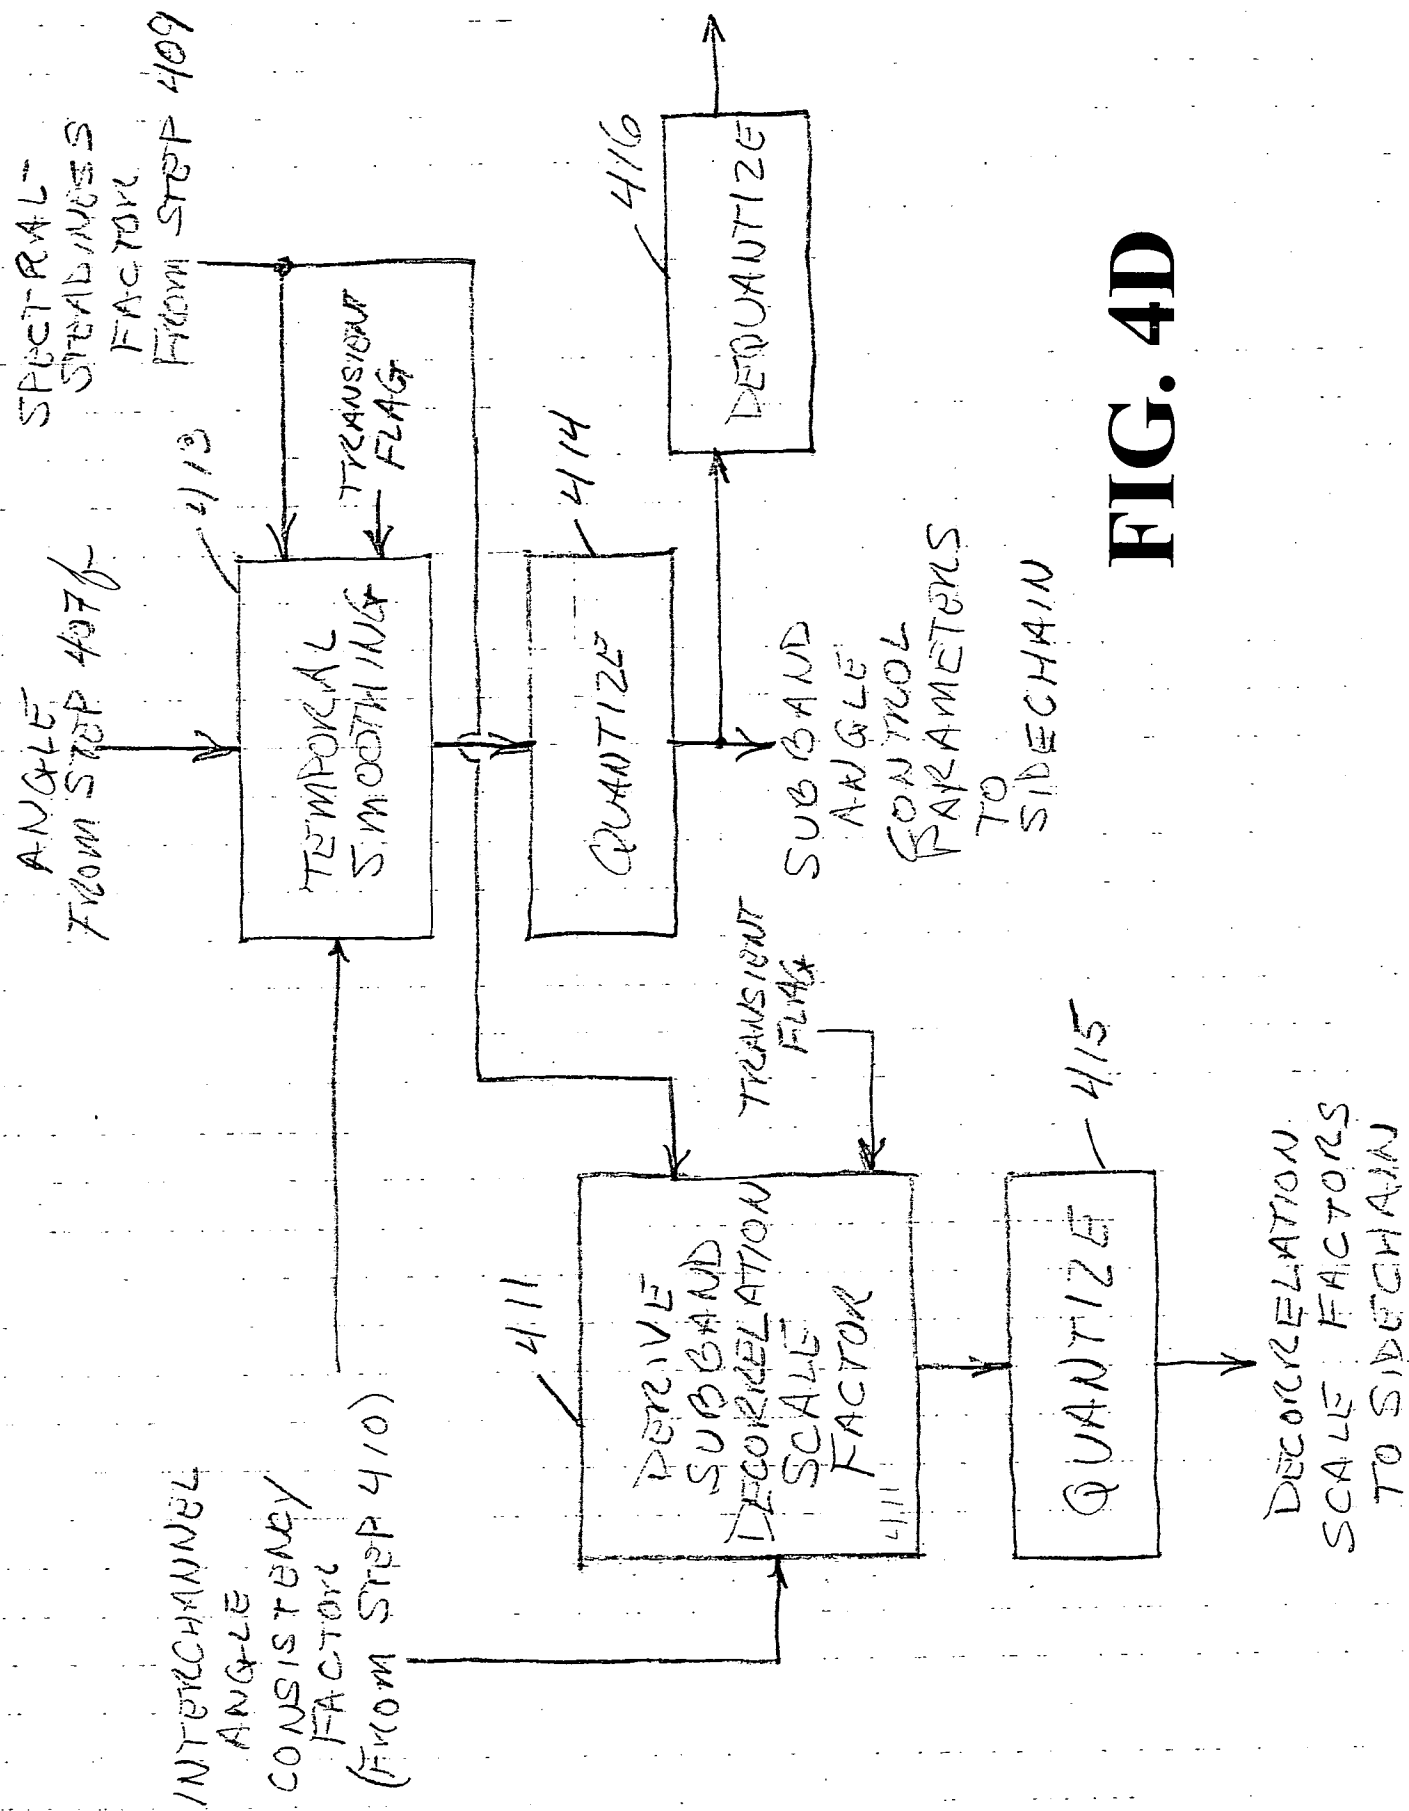 INTERCHANNEL
ANGLE
CONSISTENCY
FACTOR
(FROM STEP 410)
ANGLE
FROM STEP 407f
SPECTRAL-
STEADINESS
FACTOR
FROM STEP 409
413
TEMPORAL
SMOOTHING
TRANSIENT
FLAG
414
QUANTIZE
416
DEQUANTIZE
SUBBAND
ANGLE
CONTROL
PARAMETERS
TO
SIDECHAIN
411
DERIVE
SUBBAND
DECORRELATION
SCALE
FACTOR
411
TRANSIENT
FLAG
415
QUANTIZE
DECORRELATION
SCALE FACTORS
TO SIDECHAIN
FIG. 4D